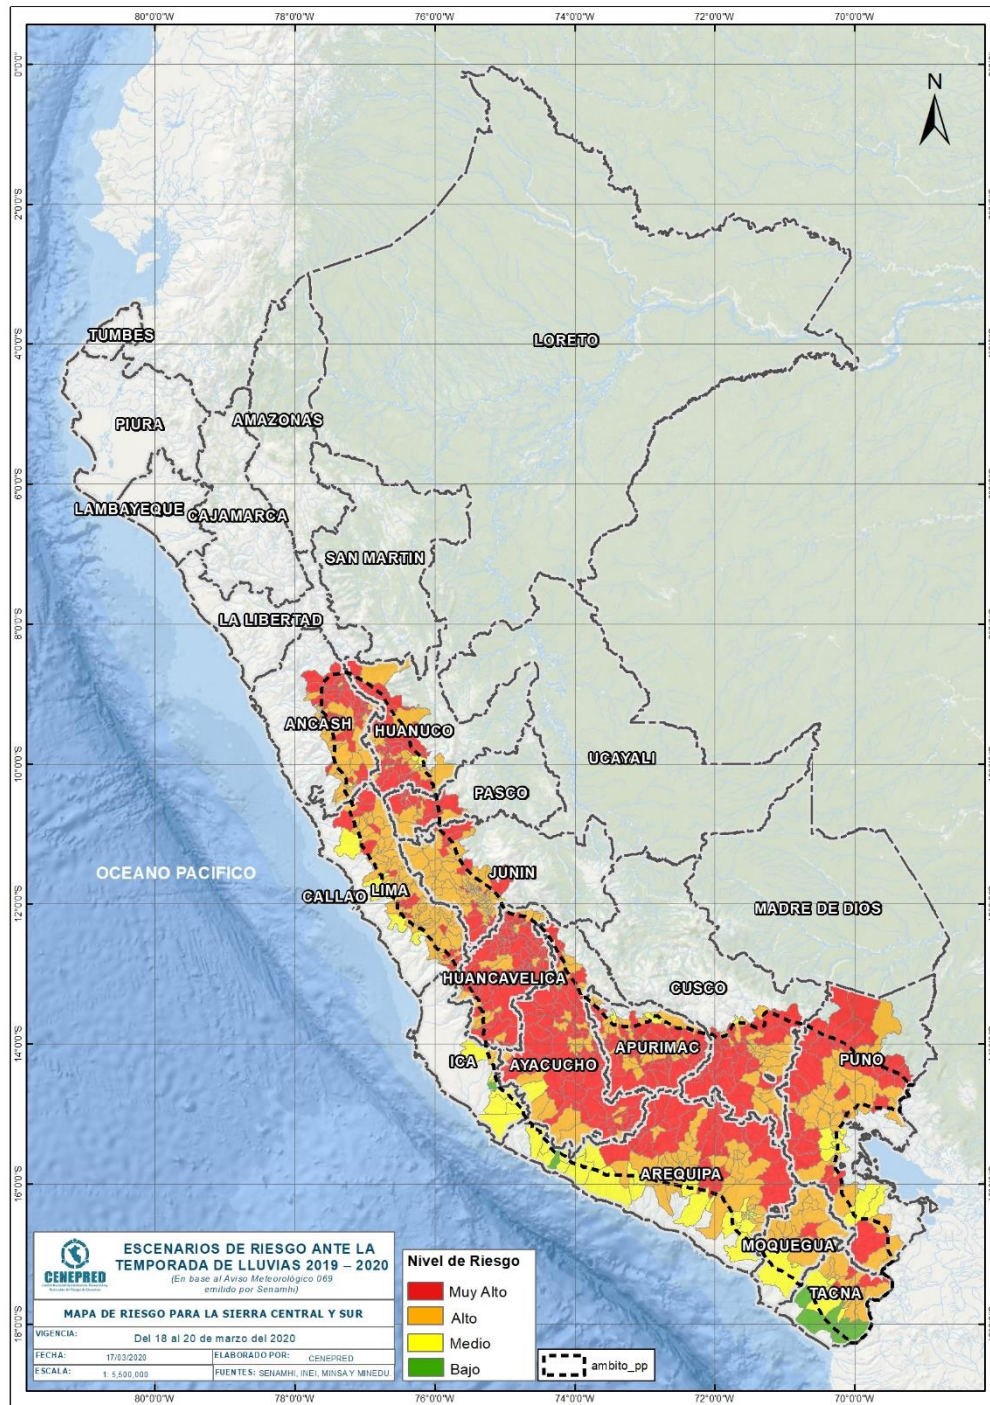 80°0'0"O 78°0'0"O 76°0'0"O 74°0'0"O 72°0'0"O 70°0'0"O
N
0°0'0"
2°0'0"S
4°0'0"S
6°0'0"S
8°0'0"S
10°0'0"S
12°0'0"S
14°0'0"S
16°0'0"S
18°0'0"S
TUMBES
LORETO
PIURA
AMAZONAS
LAMBAYEQUE
CAJAMARCA
SAN MARTIN
LA LIBERTAD
ANCASH
HUANUCO
UCAYALI
PASCO
OCEANO PACIFICO
JUNIN
CALLAO
LIMA
MADRE DE DIOS
HUANCAVELICA
CUSCO
ICA
AYACUCHO
APURIMAC
PUNO
AREQUIPA
MOQUEGUA
TACNA
CENEPRED
ESCENARIOS DE RIESGO ANTE LA
TEMPORADA DE LLUVIAS 2019 – 2020
(En base al Aviso Meteorológico 069
emitido por Senamhi)
MAPA DE RIESGO PARA LA SIERRA CENTRAL Y SUR
VIGENCIA: Del 18 al 20 de marzo del 2020
FECHA: 17/03/2020 ELABORADO POR: CENEPRED
ESCALA: 1: 5,500,000 FUENTES: SENAMHI, INEI, MINSA Y MINEDU
Nivel de Riesgo
Muy Alto
Alto
Medio
Bajo
ambito_pp
80°0'0"O 78°0'0"O 76°0'0"O 74°0'0"O 72°0'0"O 70°0'0"O